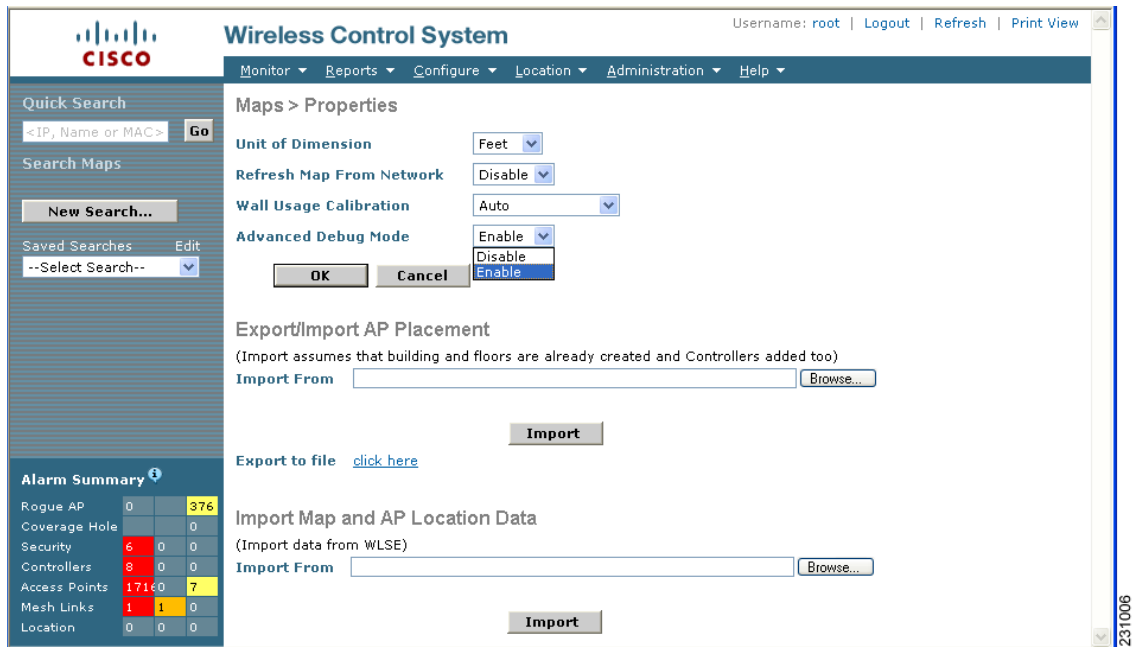 CISCO
Wireless Control System
Username: root | Logout | Refresh | Print View
Monitor Reports Configure Location Administration Help
Quick Search
<IP, Name or MAC> Go
Search Maps
New Search...
Saved Searches Edit
--Select Search--
Maps > Properties
Unit of Dimension Feet
Refresh Map From Network Disable
Wall Usage Calibration Auto
Advanced Debug Mode Enable
Disable
Enable
OK Cancel
Export/Import AP Placement
(Import assumes that building and floors are already created and Controllers added too)
Import From Browse...
Import
Export to file click here
Import Map and AP Location Data
(Import data from WLSE)
Import From Browse...
Import
Alarm Summary
Rogue AP 0 376
Coverage Hole 0
Security 6 0 0
Controllers 8 0 0
Access Points 0 7
Mesh Links 1 1 0
Location 0 0 0
231006